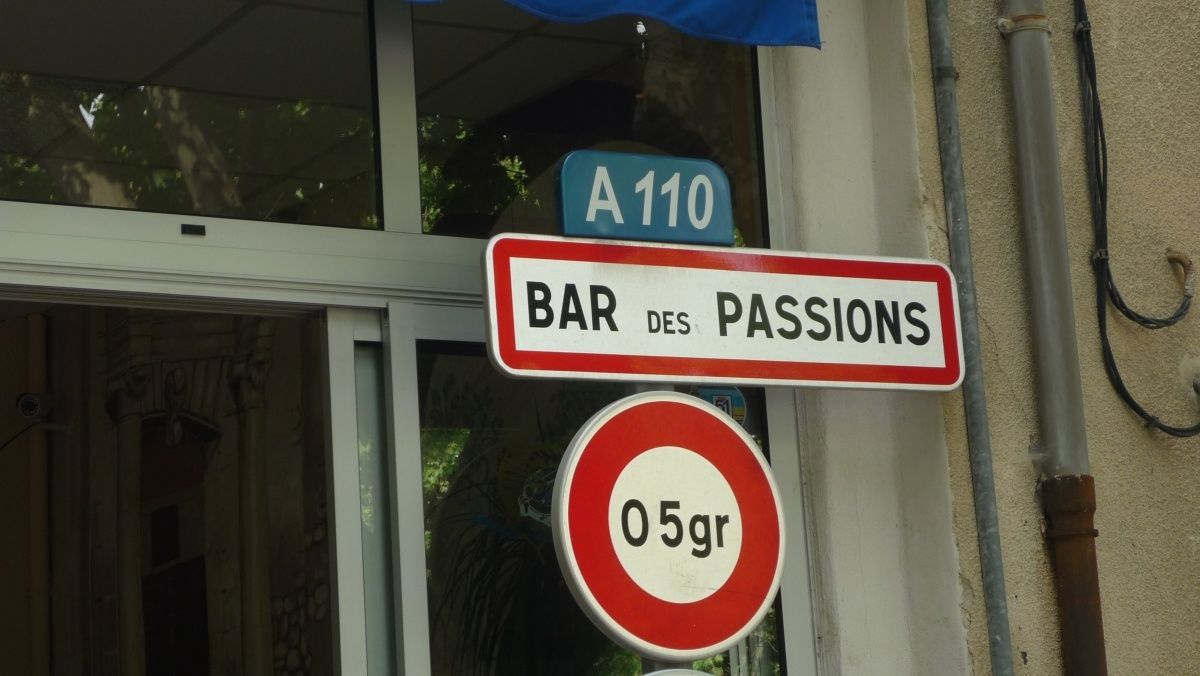 A 110
BAR DES PASSIONS
0 5gr